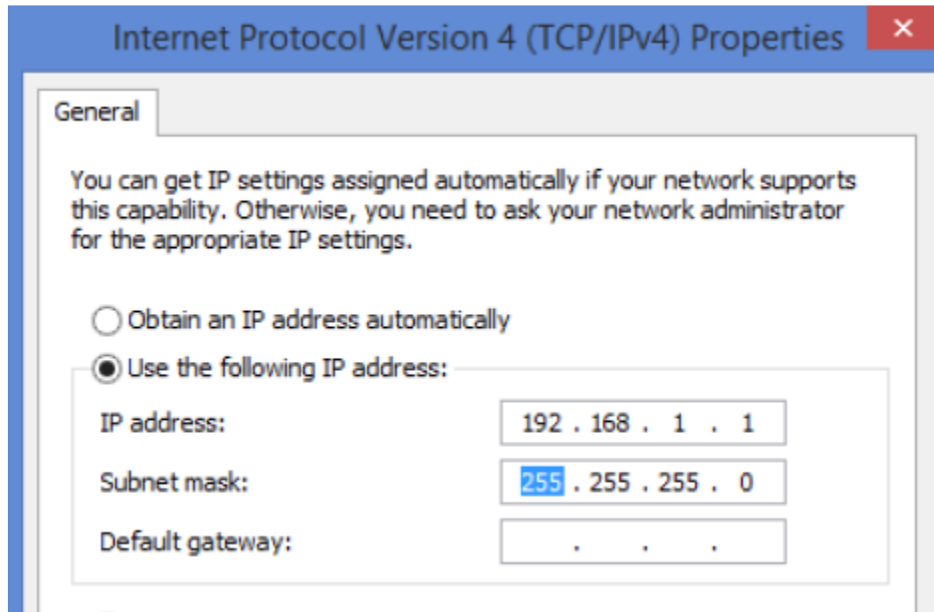 Internet Protocol Version 4 (TCP/IPv4) Properties
General
You can get IP settings assigned automatically if your network supports
this capability. Otherwise, you need to ask your network administrator
for the appropriate IP settings.
Obtain an IP address automatically
Use the following IP address:
IP address: 192 . 168 . 1 . 1
Subnet mask: 255 . 255 . 255 . 0
Default gateway: . . .